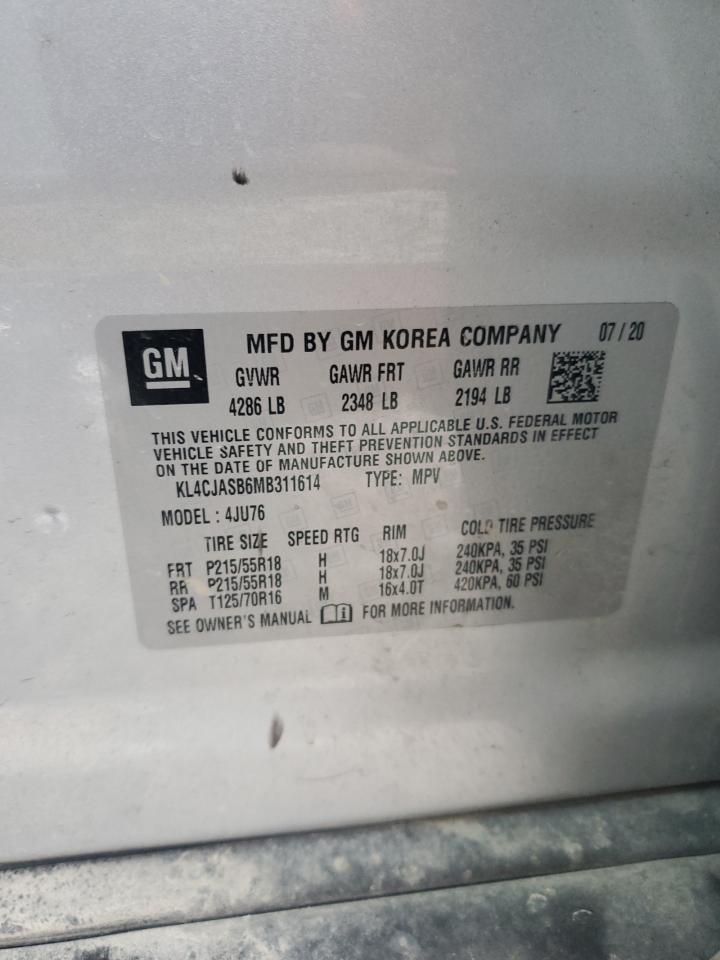 GM
MFD BY GM KOREA COMPANY 07 / 20
GVWR GAWR FRT GAWR RR
4286 LB 2348 LB 2194 LB
THIS VEHICLE CONFORMS TO ALL APPLICABLE U.S. FEDERAL MOTOR
VEHICLE SAFETY AND THEFT PREVENTION STANDARDS IN EFFECT
ON THE DATE OF MANUFACTURE SHOWN ABOVE.
KL4CJASB6MB311614 TYPE: MPV
MODEL : 4JU76
TIRE SIZE SPEED RTG RIM COLD TIRE PRESSURE
FRT P215/55R18 H 18x7.0J 240KPA, 35 PSI
RR P215/55R18 H 18x7.0J 240KPA, 35 PSI
SPA T125/70R16 M 16x4.0T 420KPA, 60 PSI
SEE OWNER'S MANUAL FOR MORE INFORMATION.